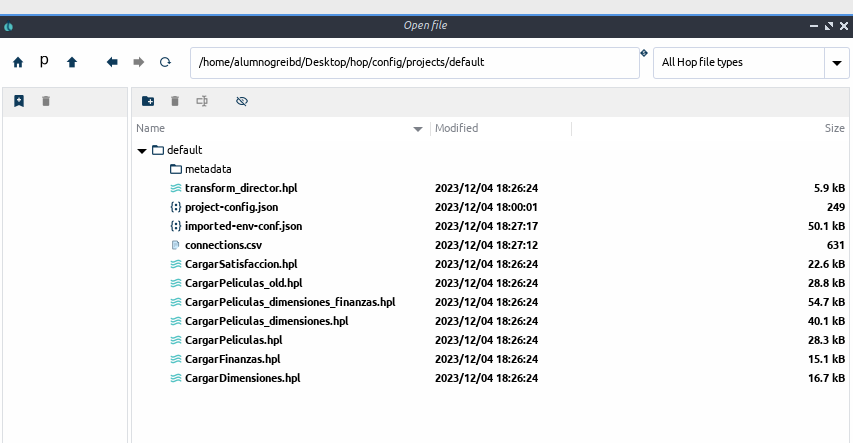 Open file
p /home/alumnogreibd/Desktop/hop/config/projects/default All Hop file types
Name Modified Size
default
metadata
transform_director.hpl 2023/12/04 18:26:24 5.9 kB
project-config.json 2023/12/04 18:00:01 249
imported-env-conf.json 2023/12/04 18:27:17 50.1 kB
connections.csv 2023/12/04 18:27:12 631
CargarSatisfaccion.hpl 2023/12/04 18:26:24 22.6 kB
CargarPeliculas_old.hpl 2023/12/04 18:26:24 28.8 kB
CargarPeliculas_dimensiones_finanzas.hpl 2023/12/04 18:26:24 54.7 kB
CargarPeliculas_dimensiones.hpl 2023/12/04 18:26:24 40.1 kB
CargarPeliculas.hpl 2023/12/04 18:26:24 28.3 kB
CargarFinanzas.hpl 2023/12/04 18:26:24 15.1 kB
CargarDimensiones.hpl 2023/12/04 18:26:24 16.7 kB